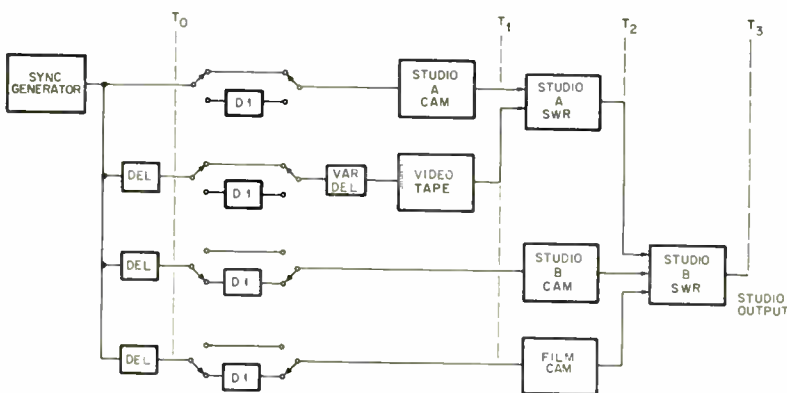 T0
T1
T2
T3
SYNC
GENERATOR
D1
STUDIO
A
CAM
STUDIO
A
SWR
DEL
D1
VAR
DEL
VIDEO
TAPE
DEL
D1
STUDIO
B
CAM
STUDIO
B
SWR
STUDIO
OUTPUT
DEL
D1
FILM
CAM